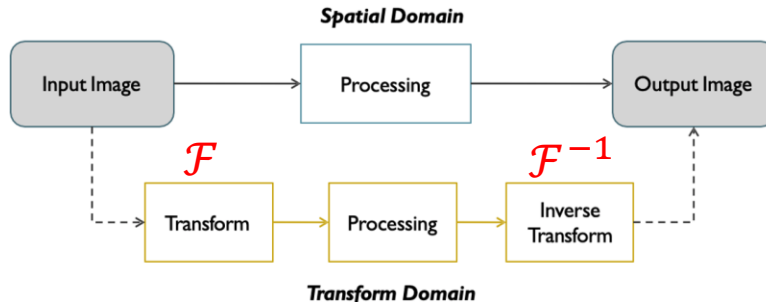 Spatial Domain
Input Image
Processing
Output Image
ℱ
ℱ⁻¹
Transform
Processing
Inverse
Transform
Transform Domain